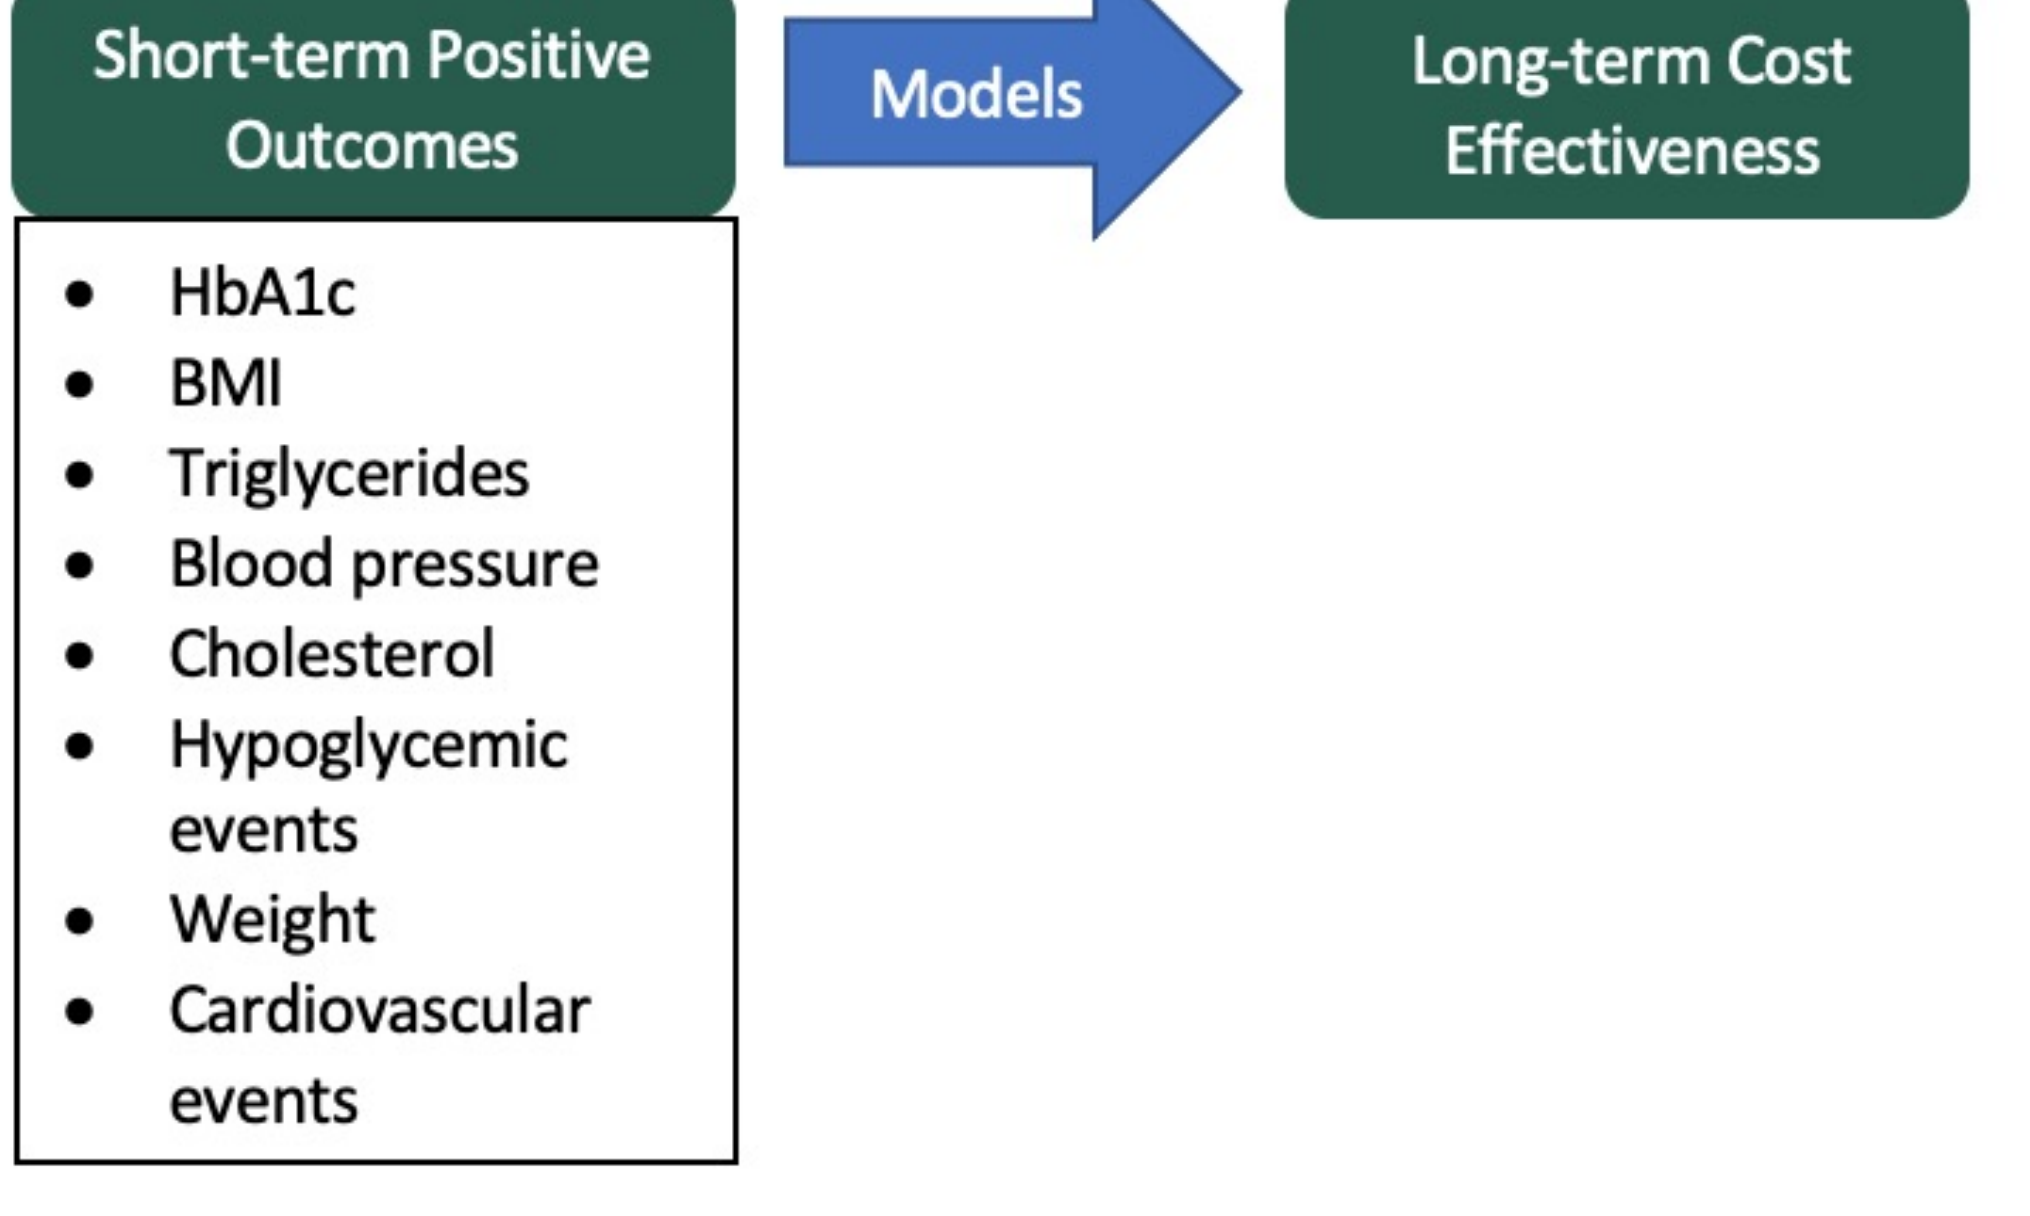 Short-term Positive
Outcomes
Models
Long-term Cost
Effectiveness
HbA1c
BMI
Triglycerides
Blood pressure
Cholesterol
Hypoglycemic
events
Weight
Cardiovascular
events